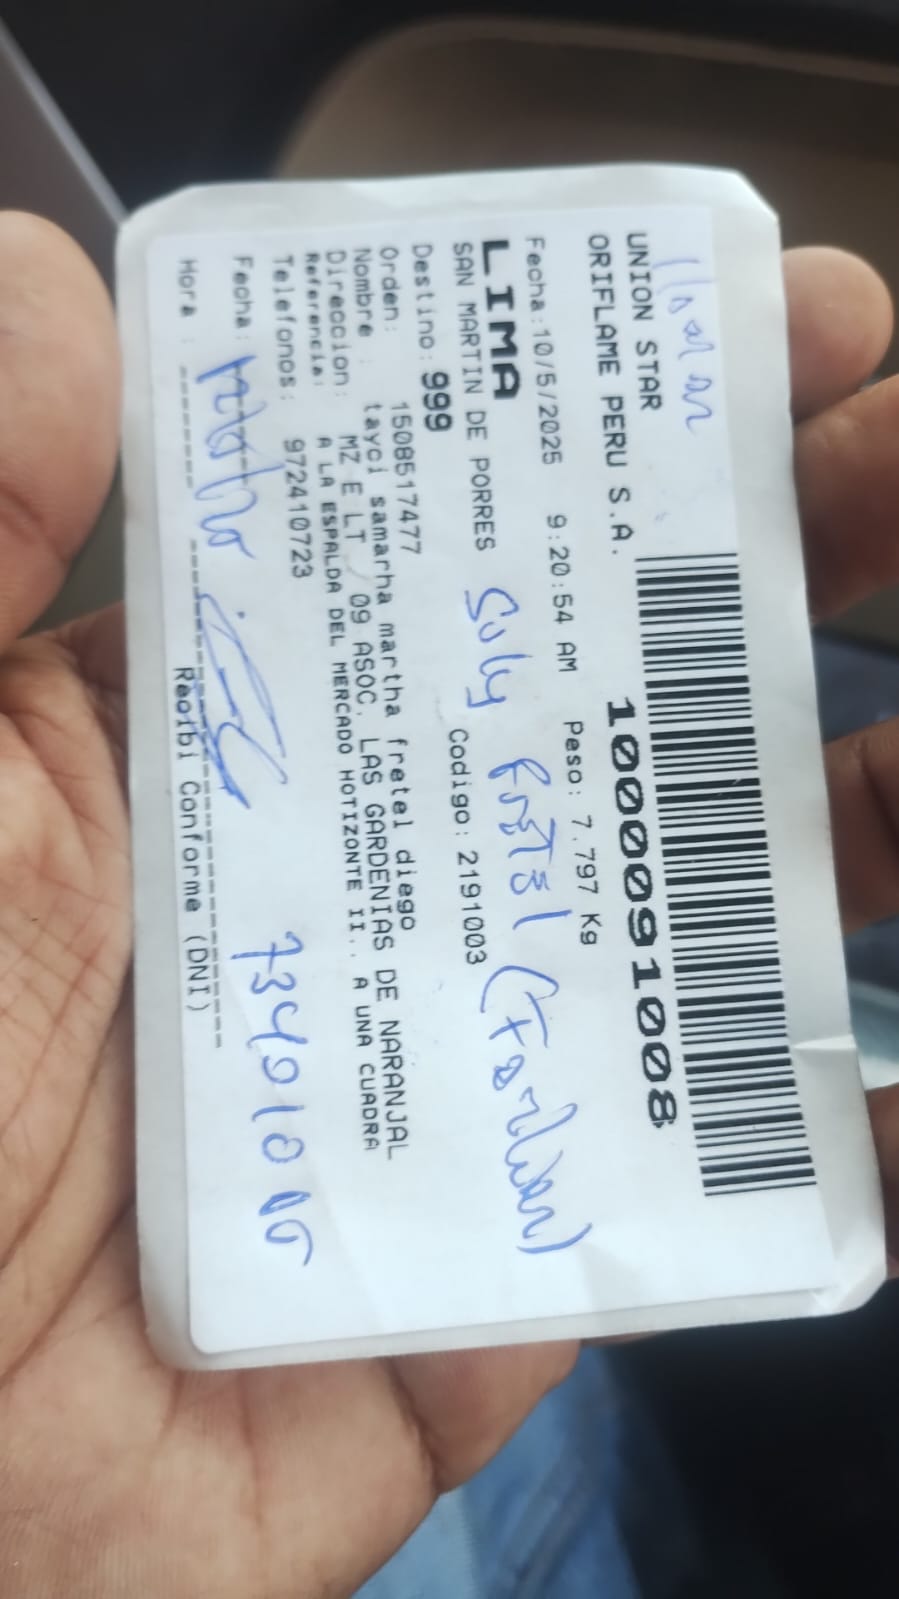 UNION STAR
ORIFLAME PERU S.A.
1000091008
Fecha:10/5/2025 9:20:54 AM Peso: 7.797 Kg
LIMA
SAN MARTIN DE PORRES Codigo: 2191003
Destino: 999
Orden: 1508517477
Nombre : tayci samarha martha fretel diego
Direccion: MZ E LT 09 ASOC. LAS GARDENIAS DE NARANJAL
Referencia: A LA ESPALDA DEL MERCADO HOTIZONTE II. A UNA CUADRA
Telefonos: 972410723
Fecha:
Hora : Recibi Conforme (DNI)